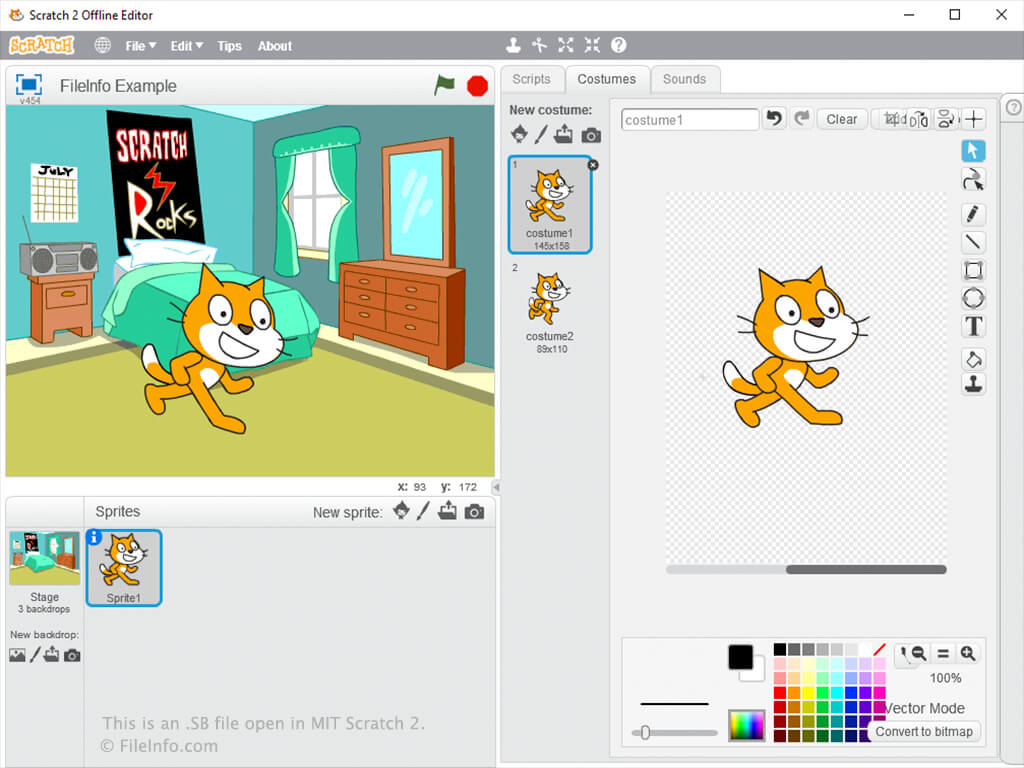 Scratch 2 Offline Editor
SCRATCH File Edit Tips About
v454 FileInfo Example
Scripts Costumes Sounds
New costume:
costume1 Clear
1
costume1
145x158
2
costume2
89x110
SCRATCH
Rocks
JULY
x: 93 y: 172
Sprites New sprite:
Stage
3 backdrops
New backdrop:
Sprite1
T
100%
Vector Mode
Convert to bitmap
This is an .SB file open in MIT Scratch 2.
© FileInfo.com